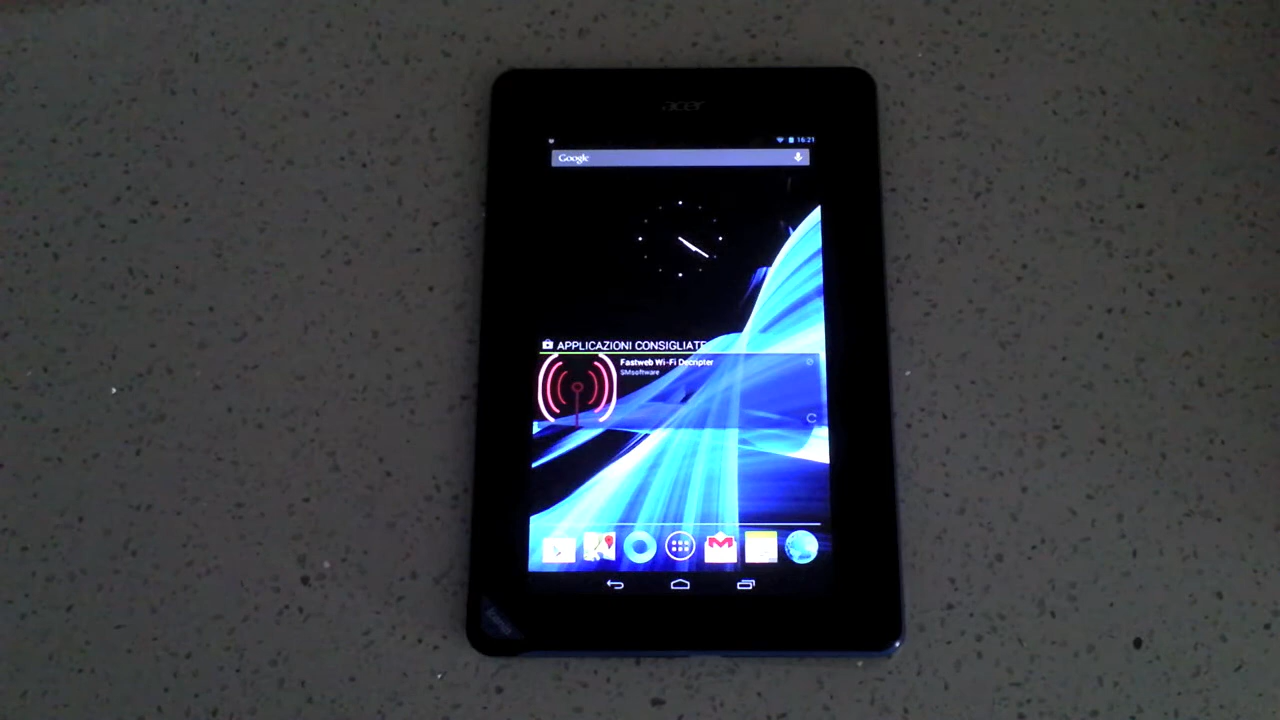 acer
16:21
Google
APPLICAZIONI CONSIGLIATE
Fastweb Wi-Fi Decripter
SMsoftware